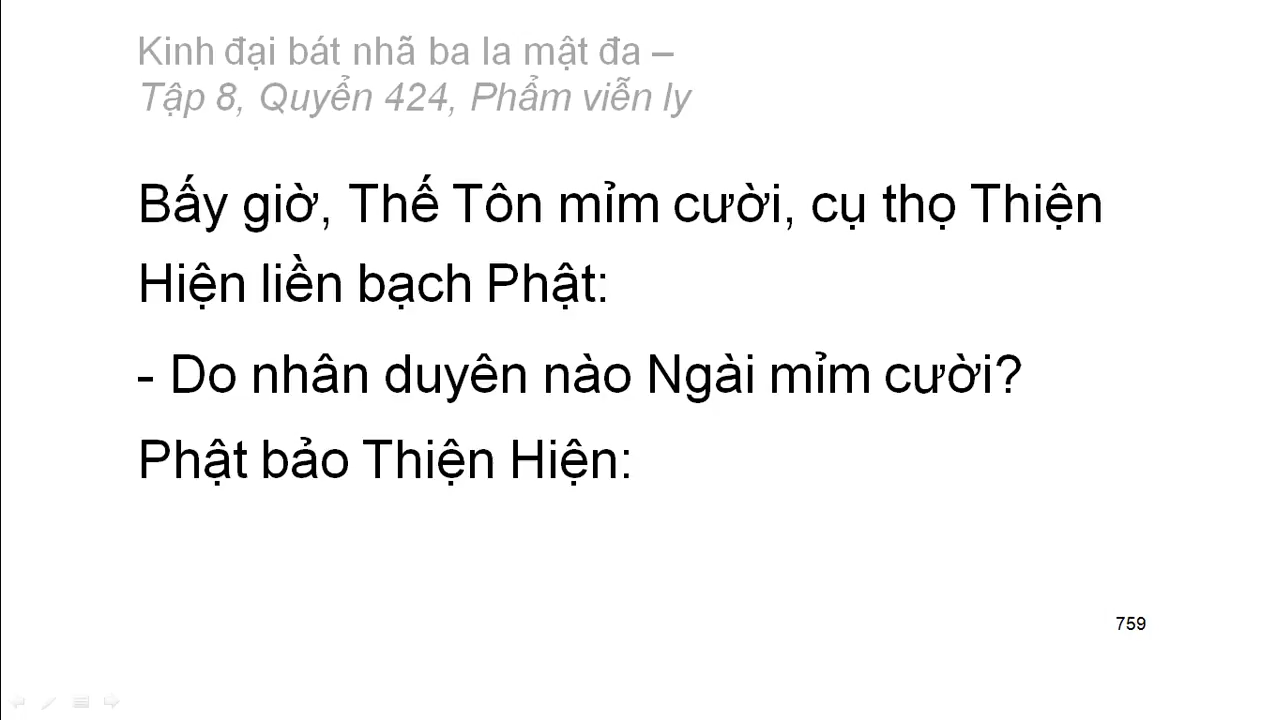 Kinh đại bát nhã ba la mật đa –
Tập 8, Quyển 424, Phẩm viễn ly
Bấy giờ, Thế Tôn mỉm cười, cụ thọ Thiện
Hiện liền bạch Phật:
- Do nhân duyên nào Ngài mỉm cười?
Phật bảo Thiện Hiện:
759